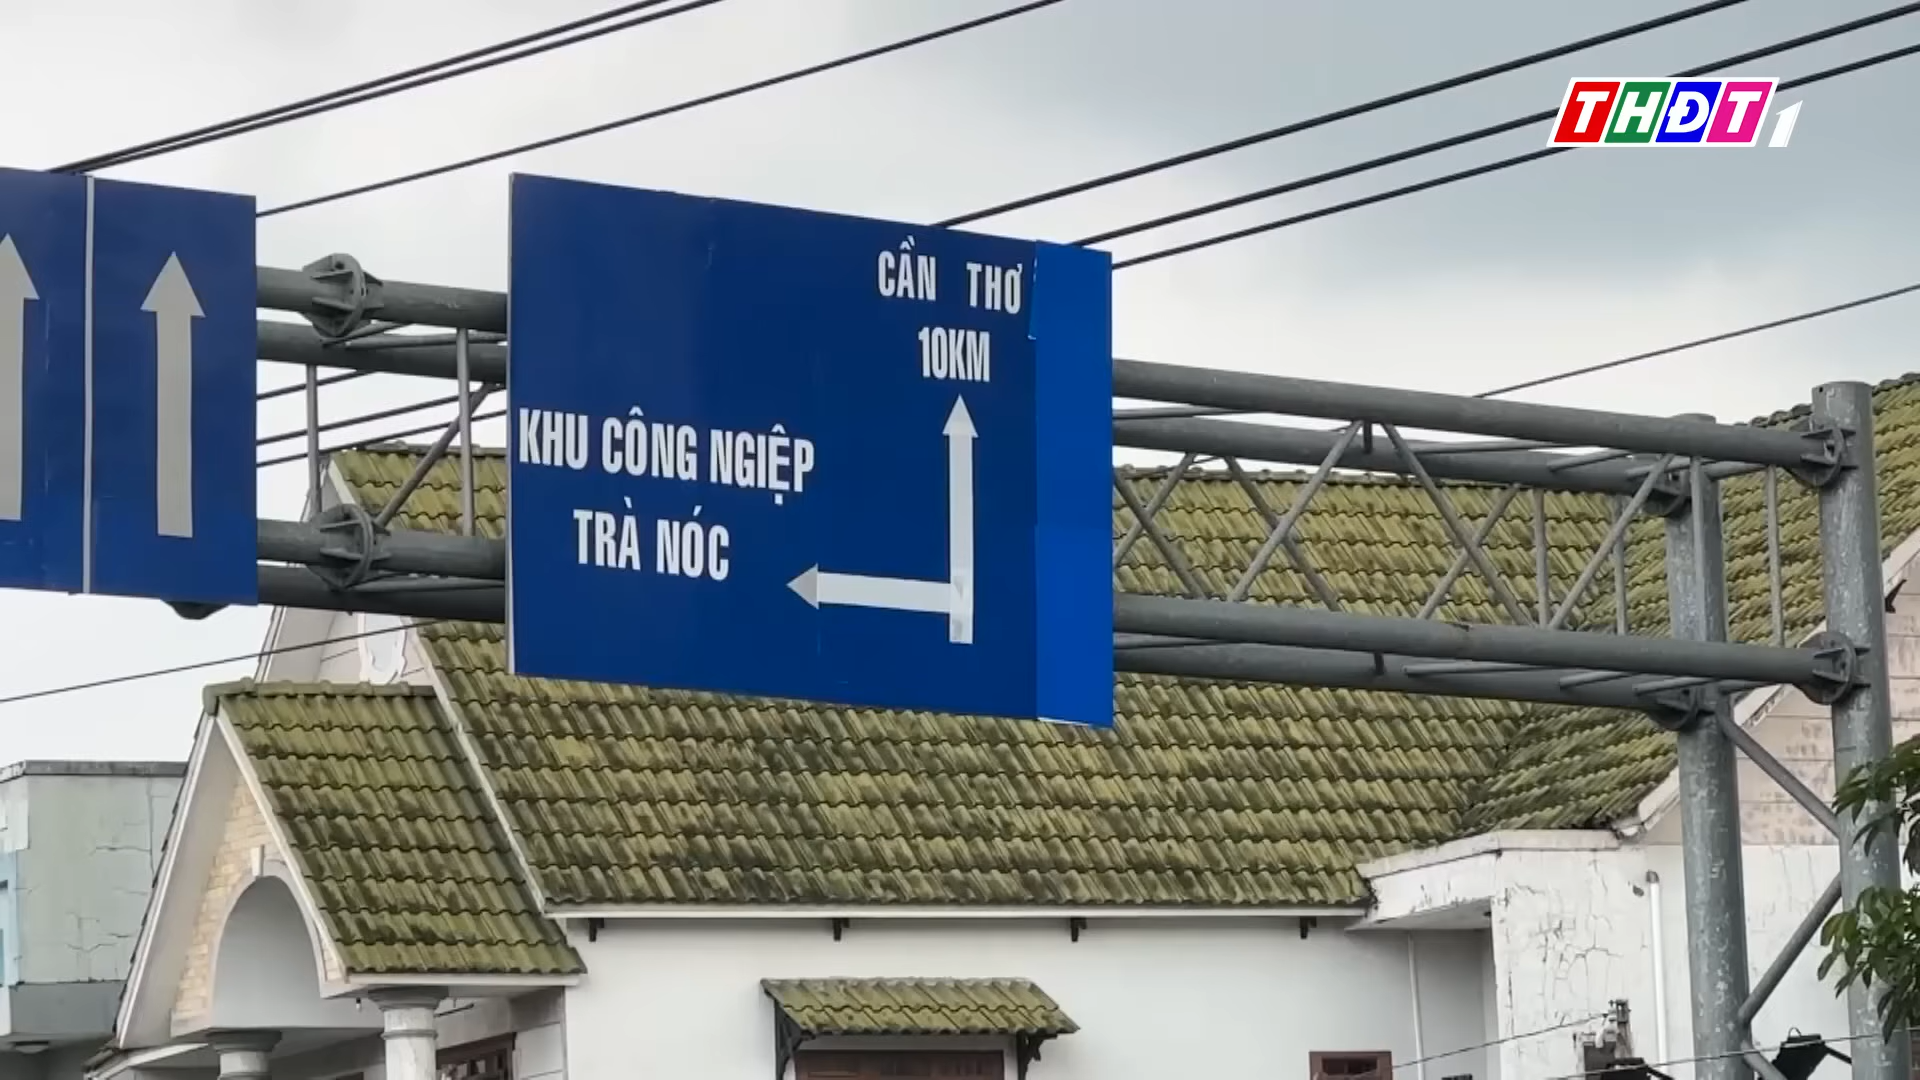 THĐT1
CẦN THƠ
10KM
KHU CÔNG NGIỆP
TRÀ NÓC